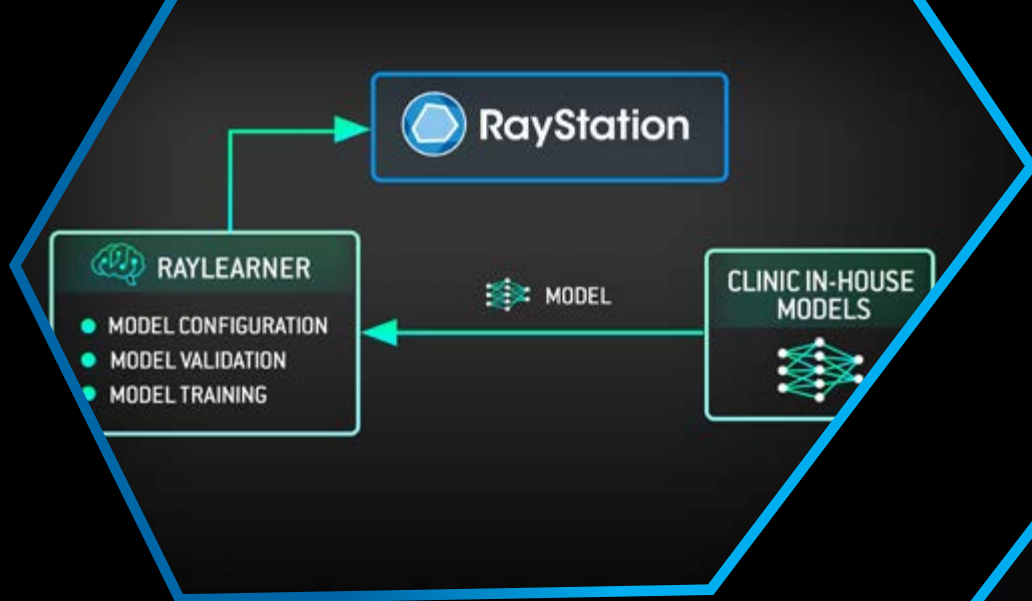 RayStation
RAYLEARNER
MODEL CONFIGURATION
MODEL VALIDATION
MODEL TRAINING
MODEL
CLINIC IN-HOUSE
MODELS